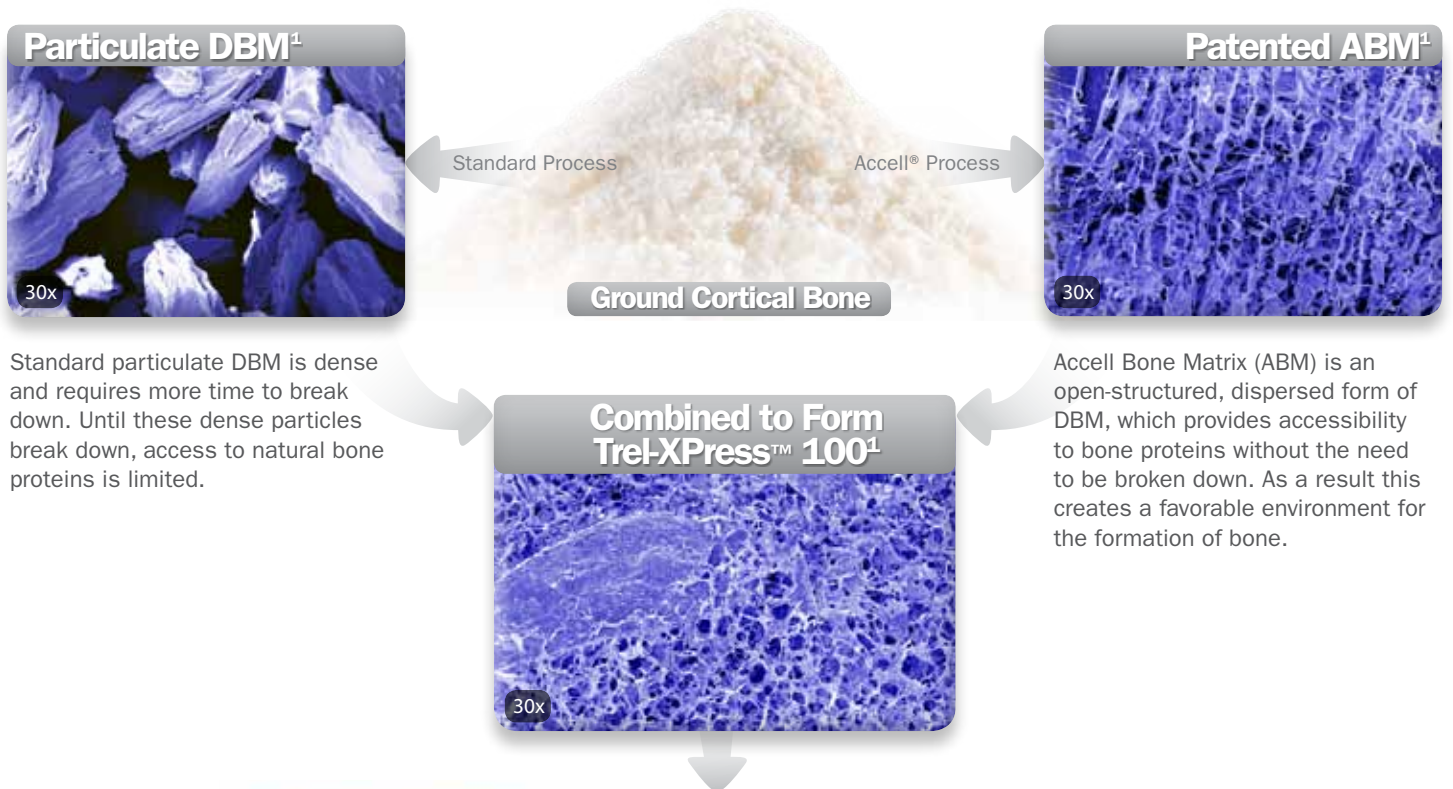 Particulate DBM¹
Patented ABM¹
Standard Process
Accell® Process
30x
Ground Cortical Bone
30x
Standard particulate DBM is dense
and requires more time to break
down. Until these dense particles
break down, access to natural bone
proteins is limited.
Combined to Form
Trel-XPress™ 100¹
30x
Accell Bone Matrix (ABM) is an
open-structured, dispersed form of
DBM, which provides accessibility
to bone proteins without the need
to be broken down. As a result this
creates a favorable environment for
the formation of bone.